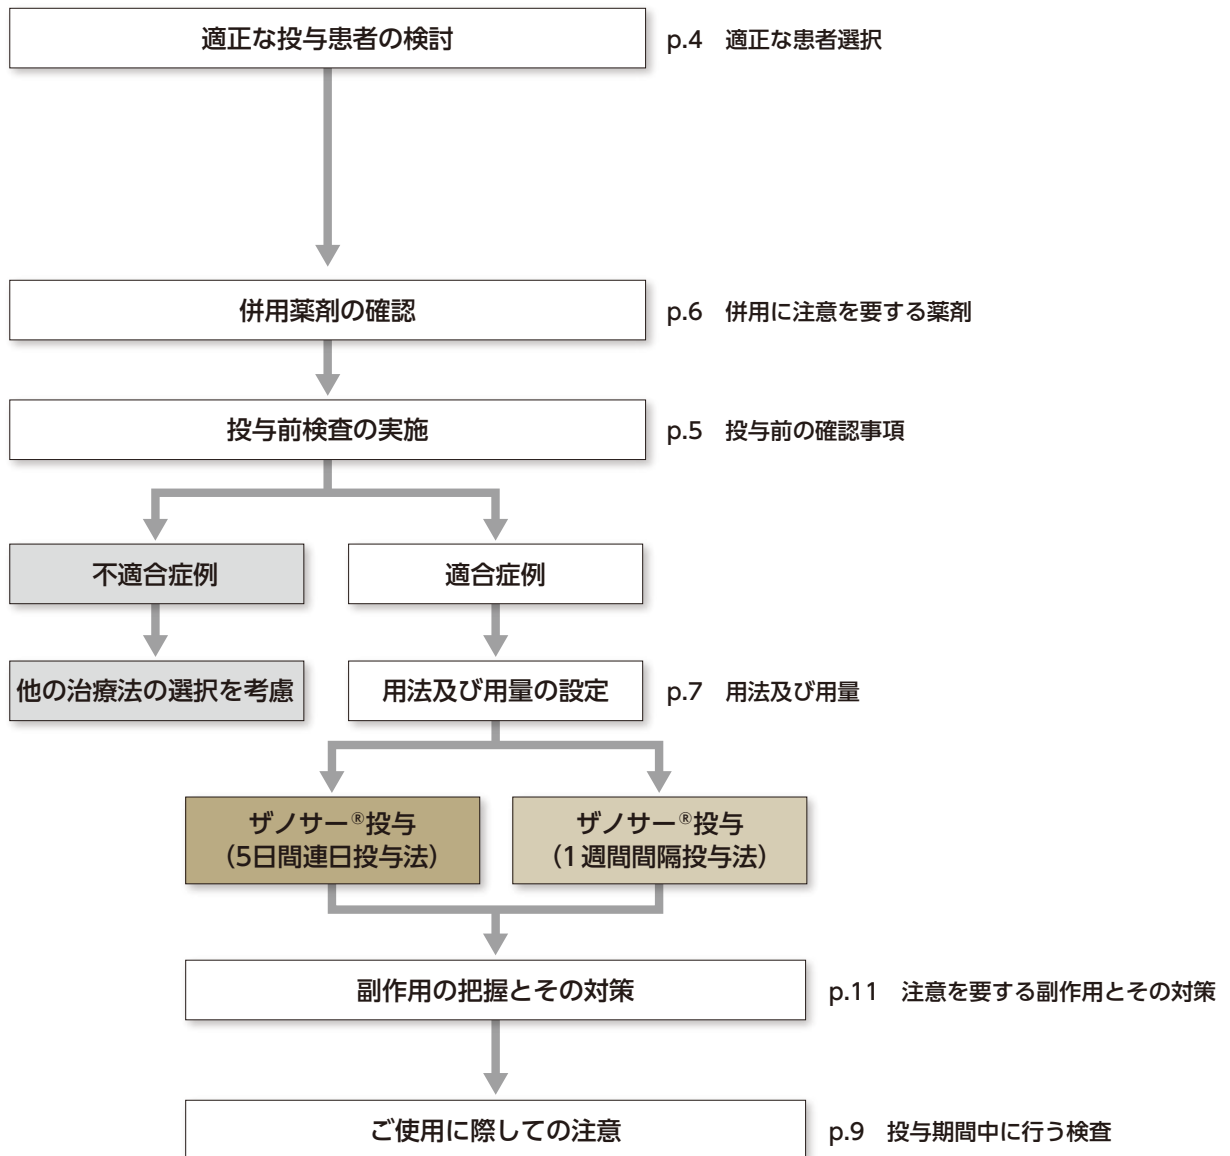 適正な投与患者の検討
p.4 適正な患者選択
併用薬剤の確認
p.6 併用に注意を要する薬剤
投与前検査の実施
p.5 投与前の確認事項
不適合症例
適合症例
他の治療法の選択を考慮
用法及び用量の設定
p.7 用法及び用量
ザノサー®投与
（5日間連日投与法）
ザノサー®投与
（1週間間隔投与法）
副作用の把握とその対策
p.11 注意を要する副作用とその対策
ご使用に際しての注意
p.9 投与期間中に行う検査